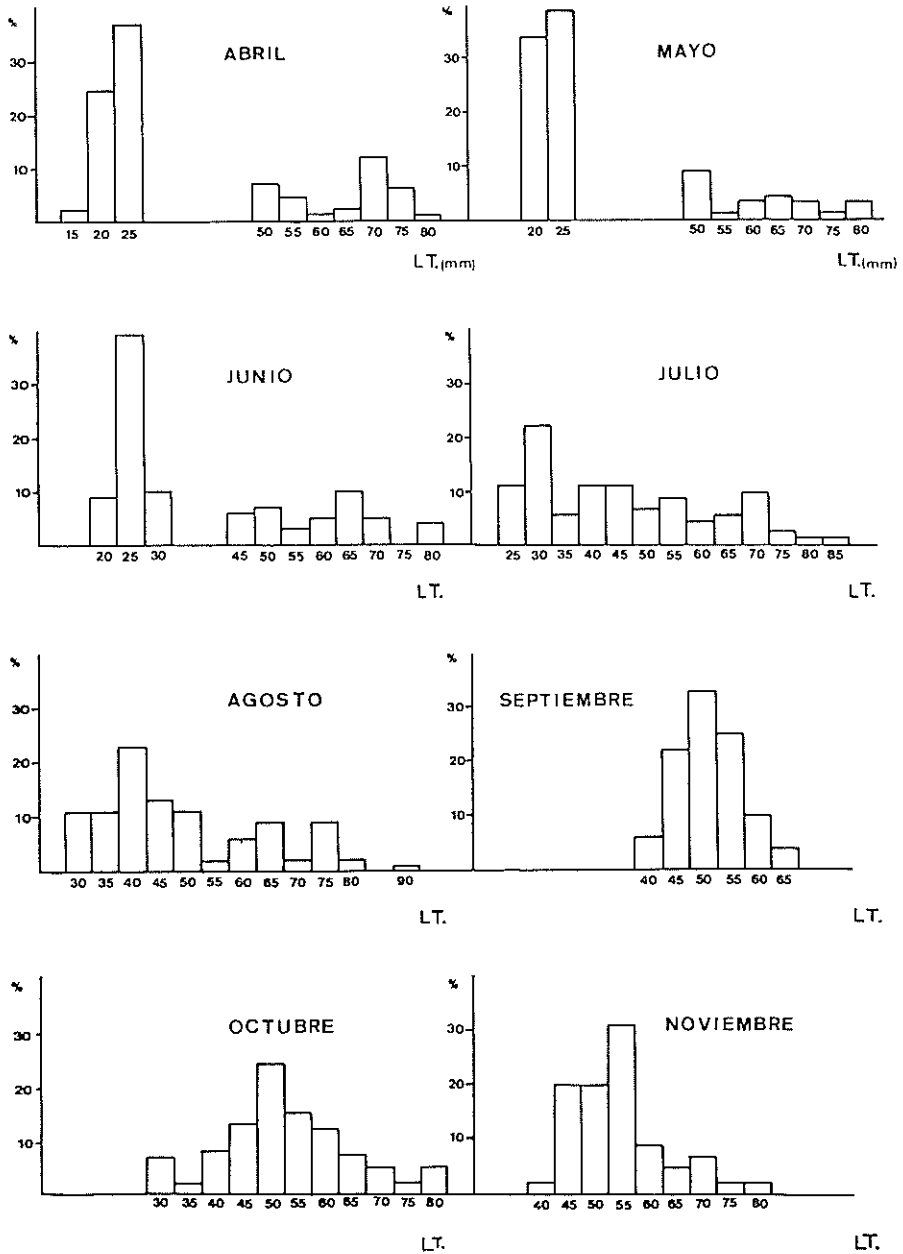 %
30
20
10
ABRIL
15 20 25 50 55 60 65 70 75 80
LT.(mm)
%
30
20
10
MAYO
20 25 50 55 60 65 70 75 80
LT.(mm)
%
30
20
10
JUNIO
20 25 30 45 50 55 60 65 70 75 80
LT.
%
30
20
10
JULIO
25 30 35 40 45 50 55 60 65 70 75 80 85
LT.
%
30
20
10
AGOSTO
30 35 40 45 50 55 60 65 70 75 80 90
LT.
%
30
20
10
SEPTIEMBRE
40 45 50 55 60 65
LT.
%
30
20
10
OCTUBRE
30 35 40 45 50 55 60 65 70 75 80
LT.
%
30
20
10
NOVIEMBRE
40 45 50 55 60 65 70 75 80
LT.